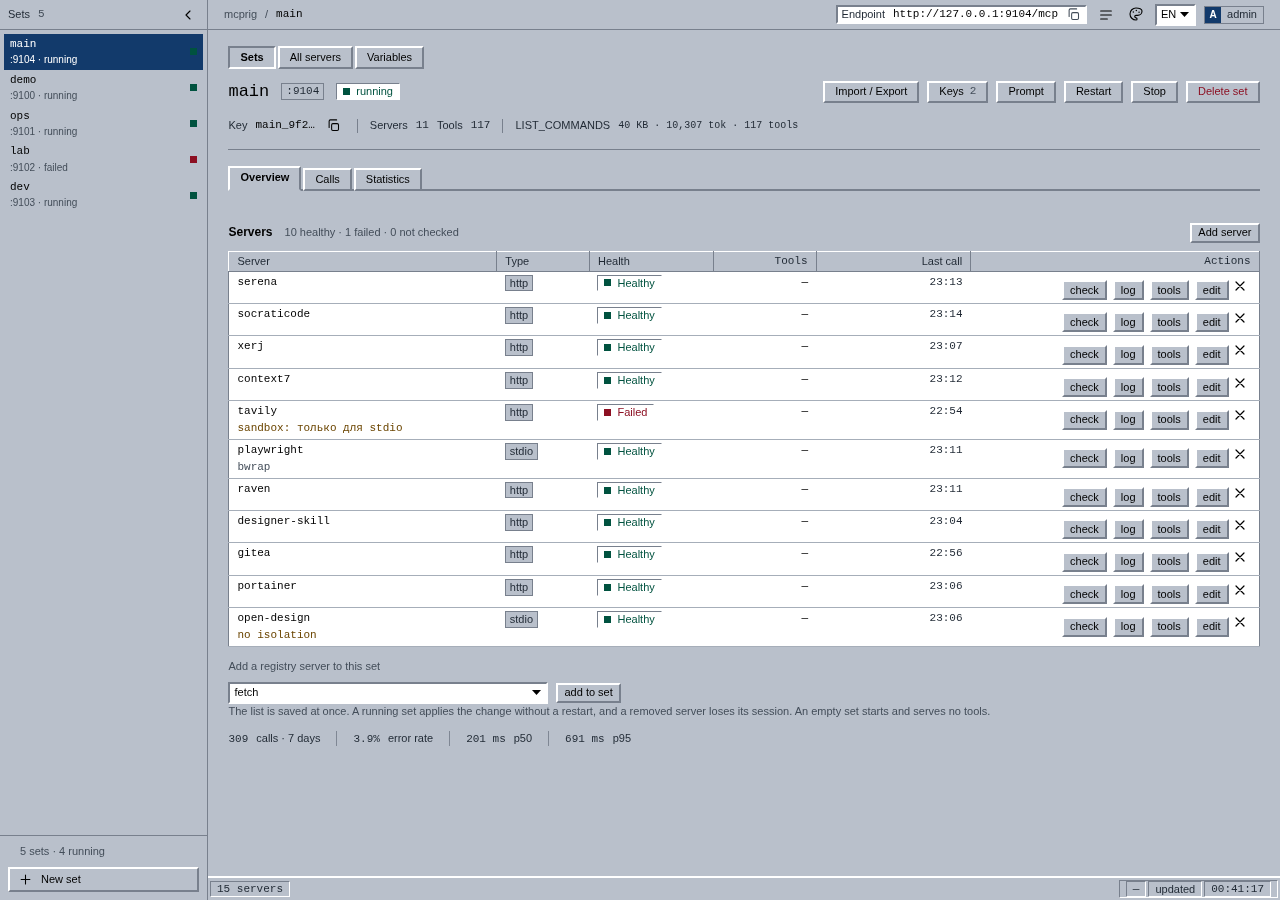 Sets 5
mcprig / main
Endpoint http://127.0.0.1:9104/mcp
EN
A admin
main
:9104 · running
demo
:9100 · running
ops
:9101 · running
lab
:9102 · failed
dev
:9103 · running
Sets All servers Variables
main :9104 running
Import / Export Keys 2 Prompt Restart Stop Delete set
Key main_9f2… Servers 11 Tools 117 LIST_COMMANDS 40 KB · 10,307 tok · 117 tools
Overview Calls Statistics
Servers 10 healthy · 1 failed · 0 not checked Add server
Server Type Health Tools Last call Actions
serena http Healthy — 23:13 check log tools edit
socraticode http Healthy — 23:14 check log tools edit
xerj http Healthy — 23:07 check log tools edit
context7 http Healthy — 23:12 check log tools edit
tavily http Failed — 22:54 check log tools edit
sandbox: только для stdio
playwright stdio Healthy — 23:11 check log tools edit
bwrap
raven http Healthy — 23:11 check log tools edit
designer-skill http Healthy — 23:04 check log tools edit
gitea http Healthy — 22:56 check log tools edit
portainer http Healthy — 23:06 check log tools edit
open-design stdio Healthy — 23:06 check log tools edit
no isolation
Add a registry server to this set
fetch add to set
The list is saved at once. A running set applies the change without a restart, and a removed server loses its session. An empty set starts and serves no tools.
309 calls · 7 days 3.9% error rate 201 ms p50 691 ms p95
5 sets · 4 running
New set
15 servers
— updated 00:41:17